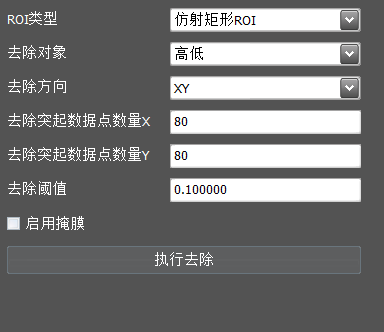 ROI类型 仿射矩形ROI
去除对象 高低
去除方向 XY
去除突起数据点数量X 80
去除突起数据点数量Y 80
去除阈值 0.100000
启用掩膜
执行去除